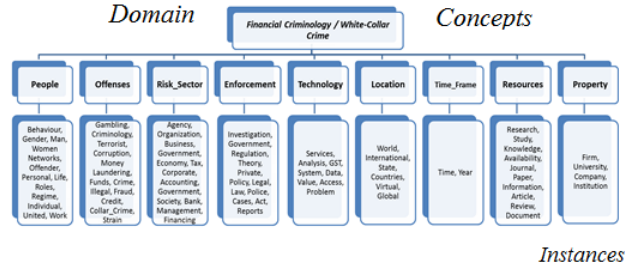 Domain
Concepts
Financial Criminology / White-Collar
Crime
People
Offenses
Risk_Sector
Enforcement
Technology
Location
Time_Frame
Resources
Property
Behaviour,
Gender, Man,
Women
Networks,
Offender,
Personal, Life,
Roles,
Regime,
Individual,
United, Work
Gambling,
Criminology,
Terrorist,
Corruption,
Money
Laundering,
Funds, Crime,
Illegal, Fraud,
Credit,
Collar_Crime,
Strain
Agency,
Organization,
Business,
Government,
Economy, Tax,
Corporate,
Accounting,
Government,
Society, Bank,
Management,
Financing
Investigation,
Government,
Regulation,
Theory,
Private,
Policy, Legal,
Law, Police,
Cases, Act,
Reports
Services,
Analysis, GST,
System, Data,
Value, Access,
Problem
World,
International,
State,
Countries,
Virtual,
Global
Time, Year
Research,
Study,
Knowledge,
Availability,
Journal,
Paper,
Information,
Article,
Review,
Document
Firm,
University,
Company,
Institution
Instances